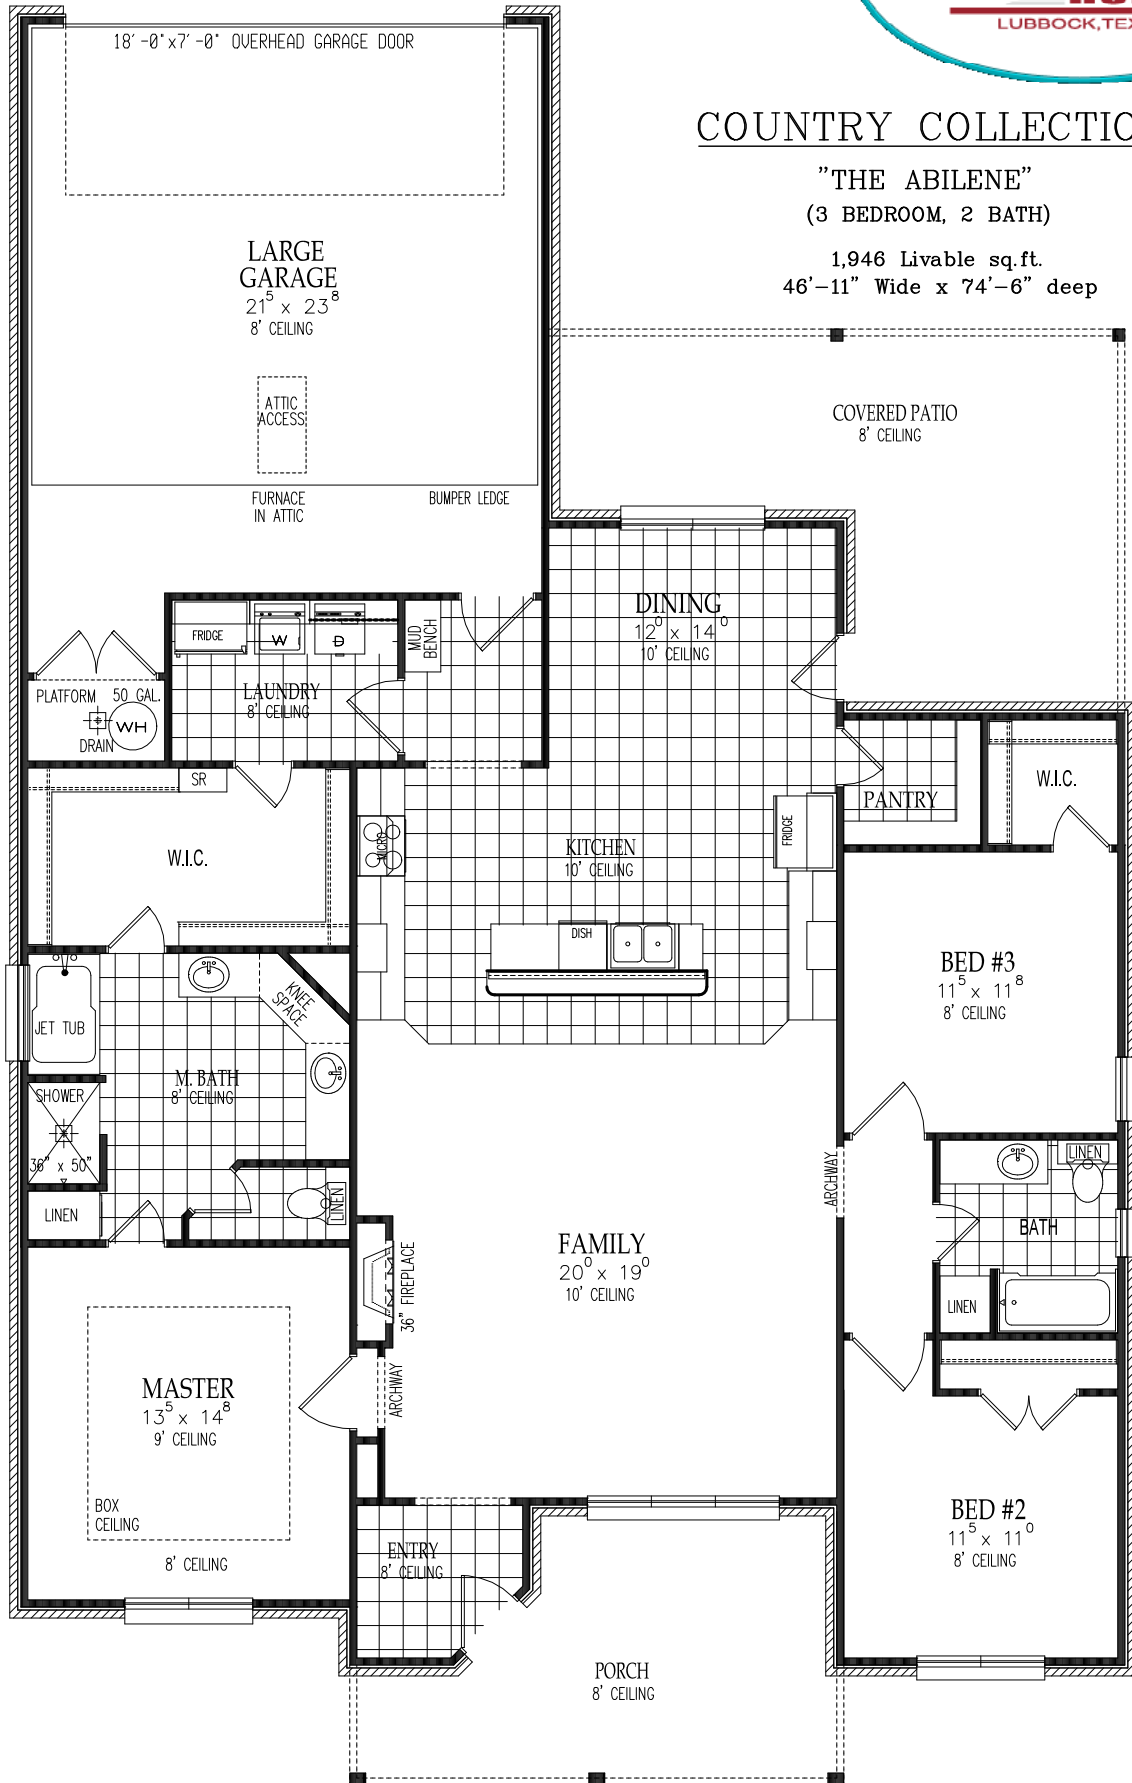 LUBBOCK, TEX
18'-0"x7'-0" OVERHEAD GARAGE DOOR
COUNTRY COLLECTIO
"THE ABILENE"
(3 BEDROOM, 2 BATH)
1,946 Livable sq.ft.
46'-11" Wide x 74'-6" deep
LARGE
GARAGE
21⁵ x 23⁸
8' CEILING
ATTIC
ACCESS
FURNACE
IN ATTIC
BUMPER LEDGE
COVERED PATIO
8' CEILING
DINING
12⁰ x 14⁰
10' CEILING
FRIDGE
W
D
MUD
BENCH
LAUNDRY
8' CEILING
PLATFORM
50 GAL.
WH
DRAIN
SR
W.I.C.
MICRO
KITCHEN
10' CEILING
FRIDGE
PANTRY
W.I.C.
DISH
BED #3
11⁵ x 11⁸
8' CEILING
KNEE
SPACE
JET TUB
M. BATH
8' CEILING
SHOWER
36" x 50"
LINEN
LINEN
ARCHWAY
LINEN
BATH
LINEN
FAMILY
20⁰ x 19⁰
10' CEILING
36" FIREPLACE
ARCHWAY
MASTER
13⁵ x 14⁸
9' CEILING
BOX
CEILING
8' CEILING
BED #2
11⁵ x 11⁰
8' CEILING
ENTRY
8' CEILING
PORCH
8' CEILING